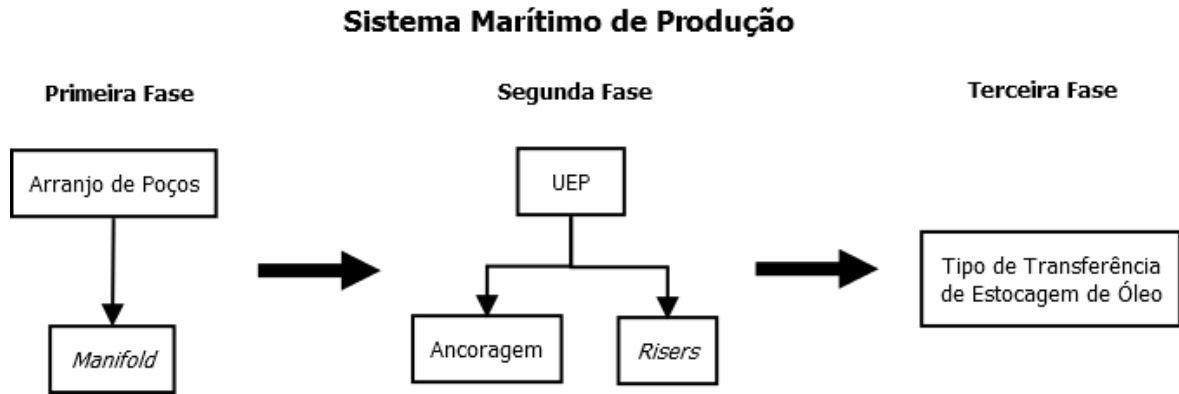 Sistema Marítimo de Produção
Primeira Fase
Segunda Fase
Terceira Fase
Arranjo de Poços
Manifold
UEP
Ancoragem
Risers
Tipo de Transferência
de Estocagem de Óleo